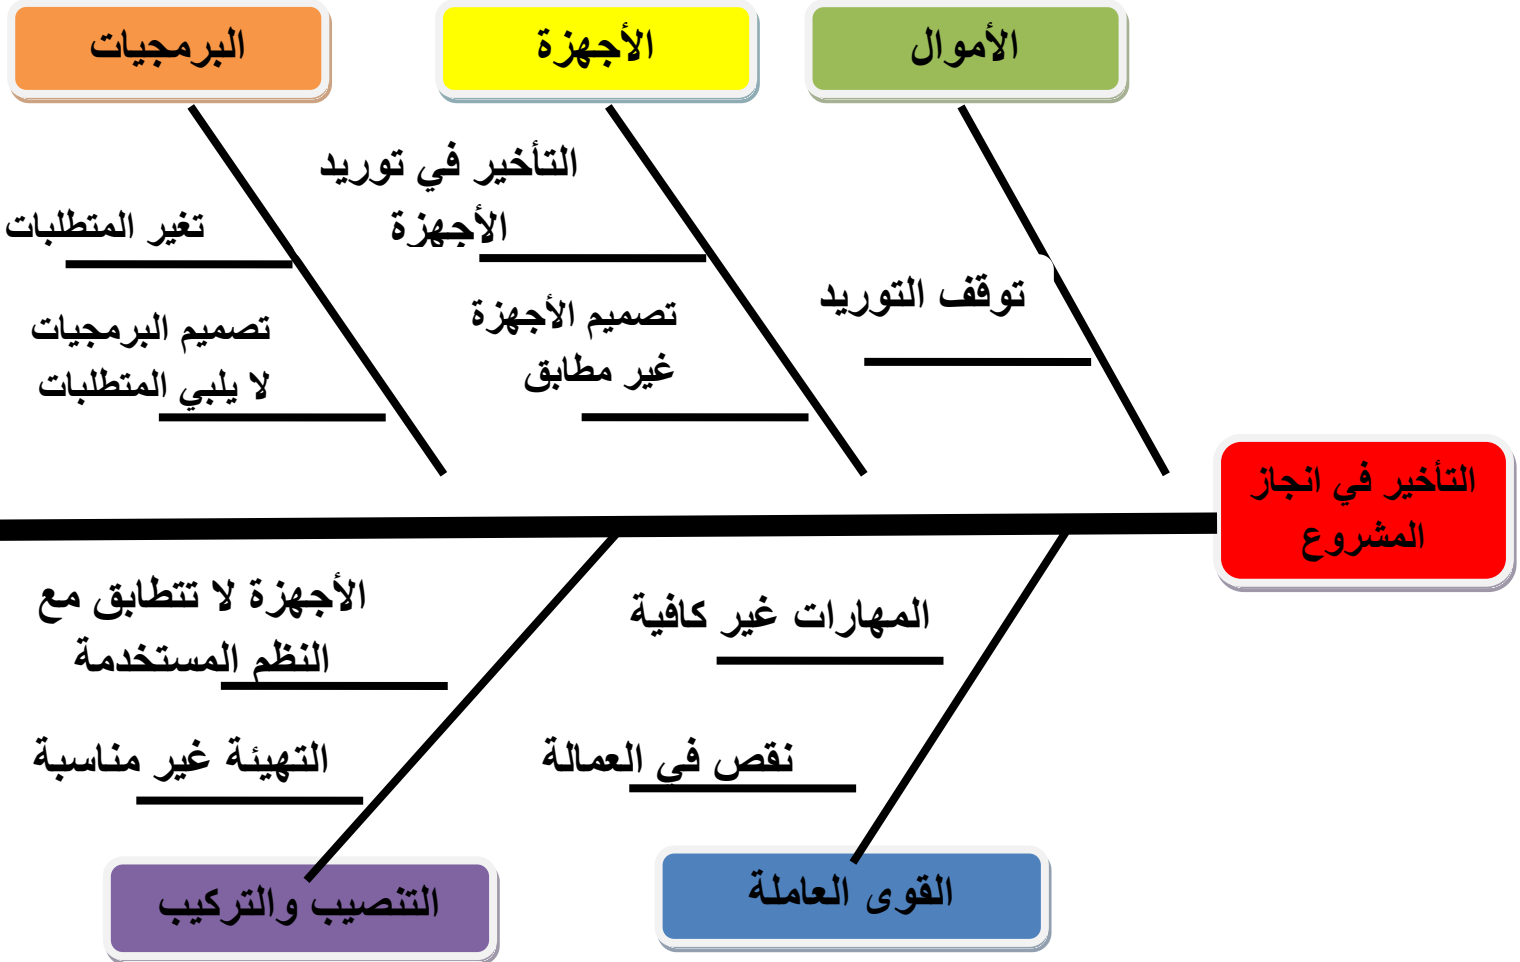 الأموال
الأجهزة
البرمجيات
التأخير في توريد
الأجهزة
تغير المتطلبات
توقف التوريد
تصميم الأجهزة
غير مطابق
تصميم البرمجيات
لا يلبي المتطلبات
التأخير في انجاز
المشروع
المهارات غير كافية
الأجهزة لا تتطابق مع
النظم المستخدمة
نقص في العمالة
التهيئة غير مناسبة
القوى العاملة
التنصيب والتركيب